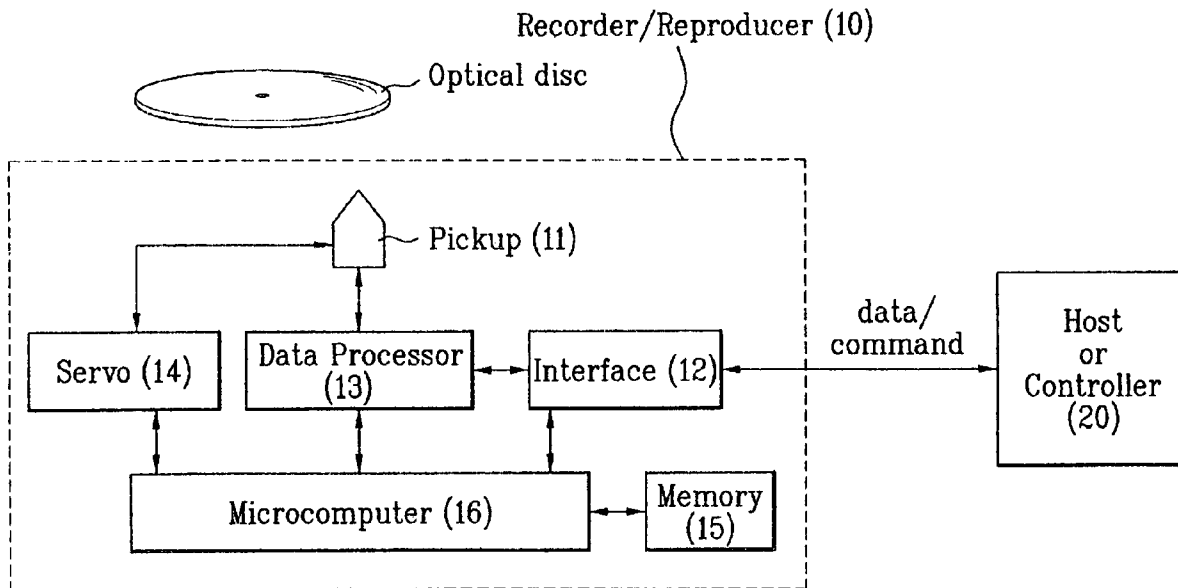 Recorder/Reproducer (10)
Optical disc
Pickup (11)
Servo (14)
Data Processor
(13)
Interface (12)
data/
command
Host
or
Controller
(20)
Microcomputer (16)
Memory
(15)